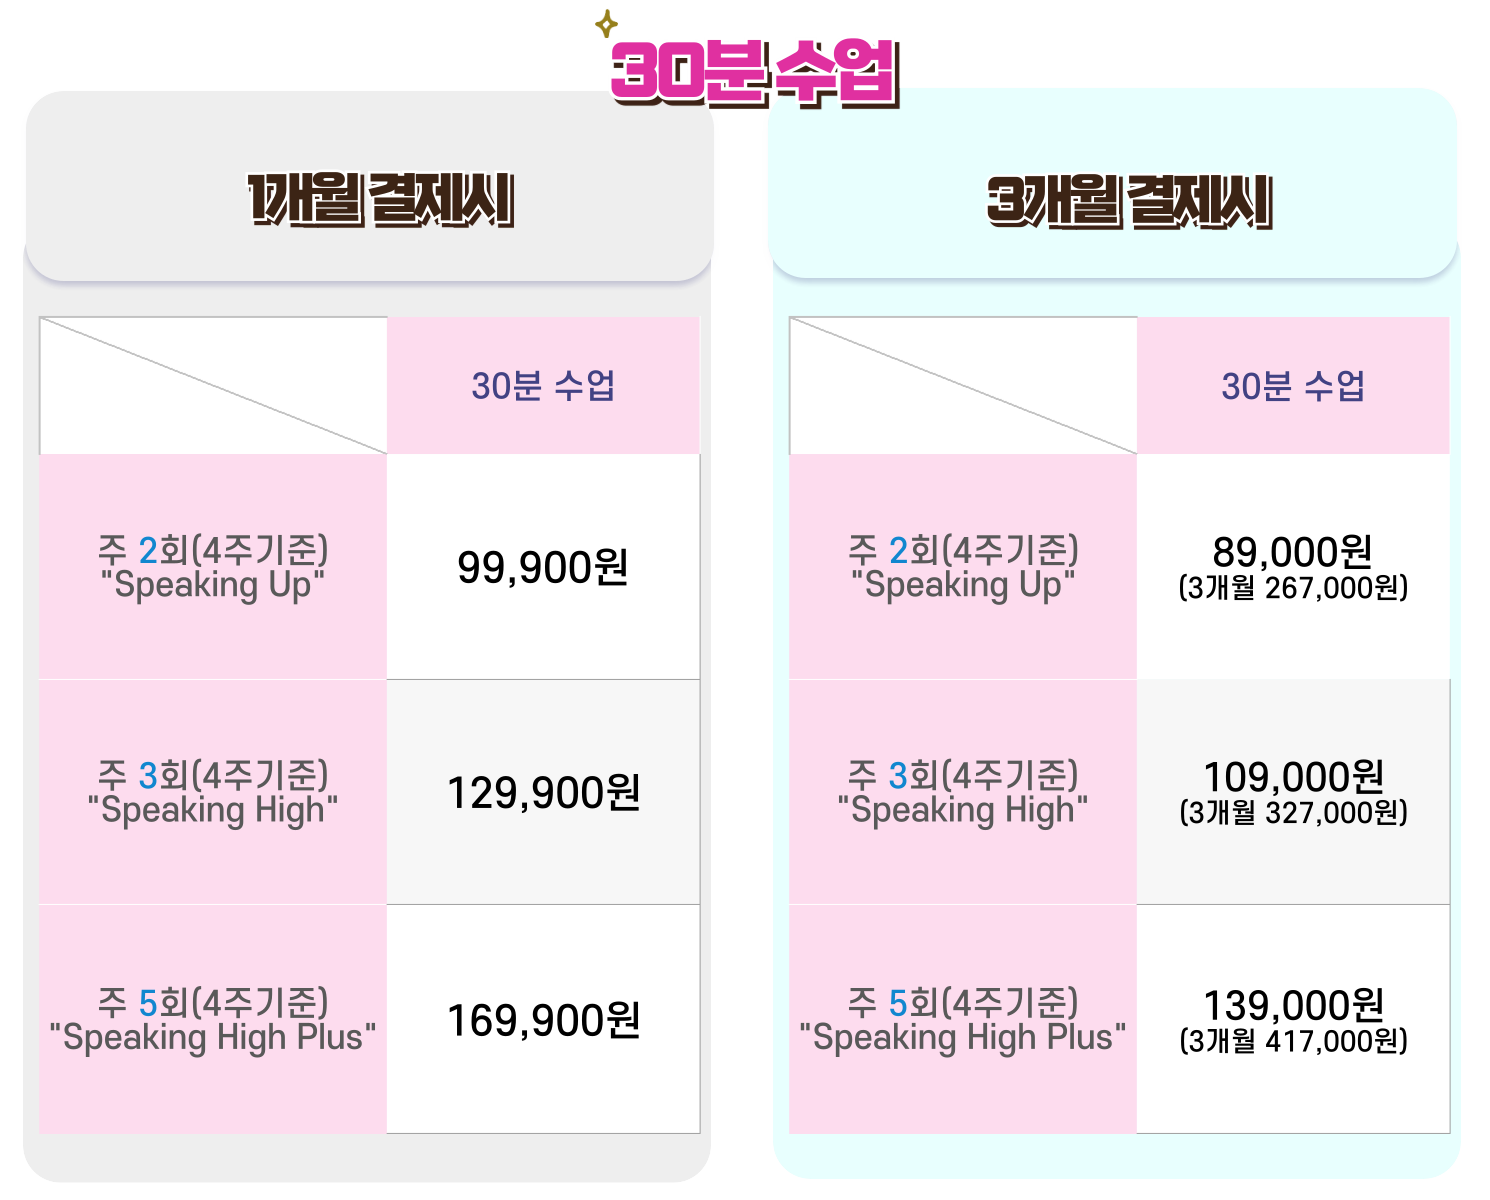 30분 수업
1개월 결제시
30분 수업
주 2회(4주기준)
"Speaking Up"
99,900원
주 3회(4주기준)
"Speaking High"
129,900원
주 5회(4주기준)
"Speaking High Plus"
169,900원
3개월 결제시
30분 수업
주 2회(4주기준)
"Speaking Up"
89,000원
(3개월 267,000원)
주 3회(4주기준)
"Speaking High"
109,000원
(3개월 327,000원)
주 5회(4주기준)
"Speaking High Plus"
139,000원
(3개월 417,000원)